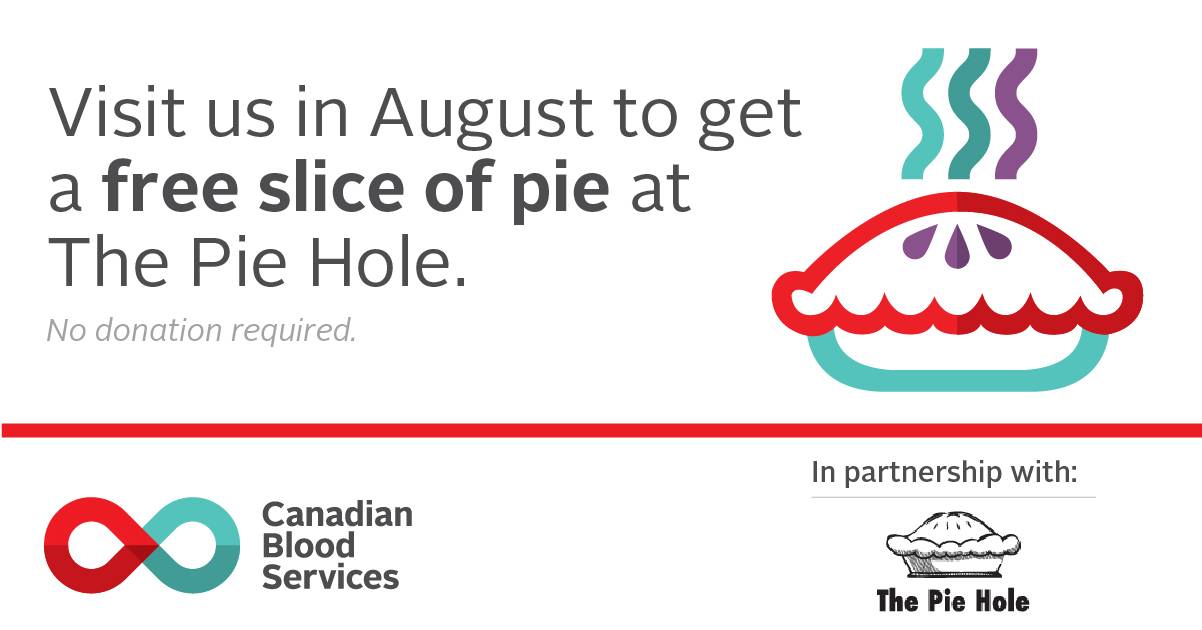 Visit us in August to get
a free slice of pie at
The Pie Hole.
No donation required.
Canadian
Blood
Services
In partnership with:
The Pie Hole